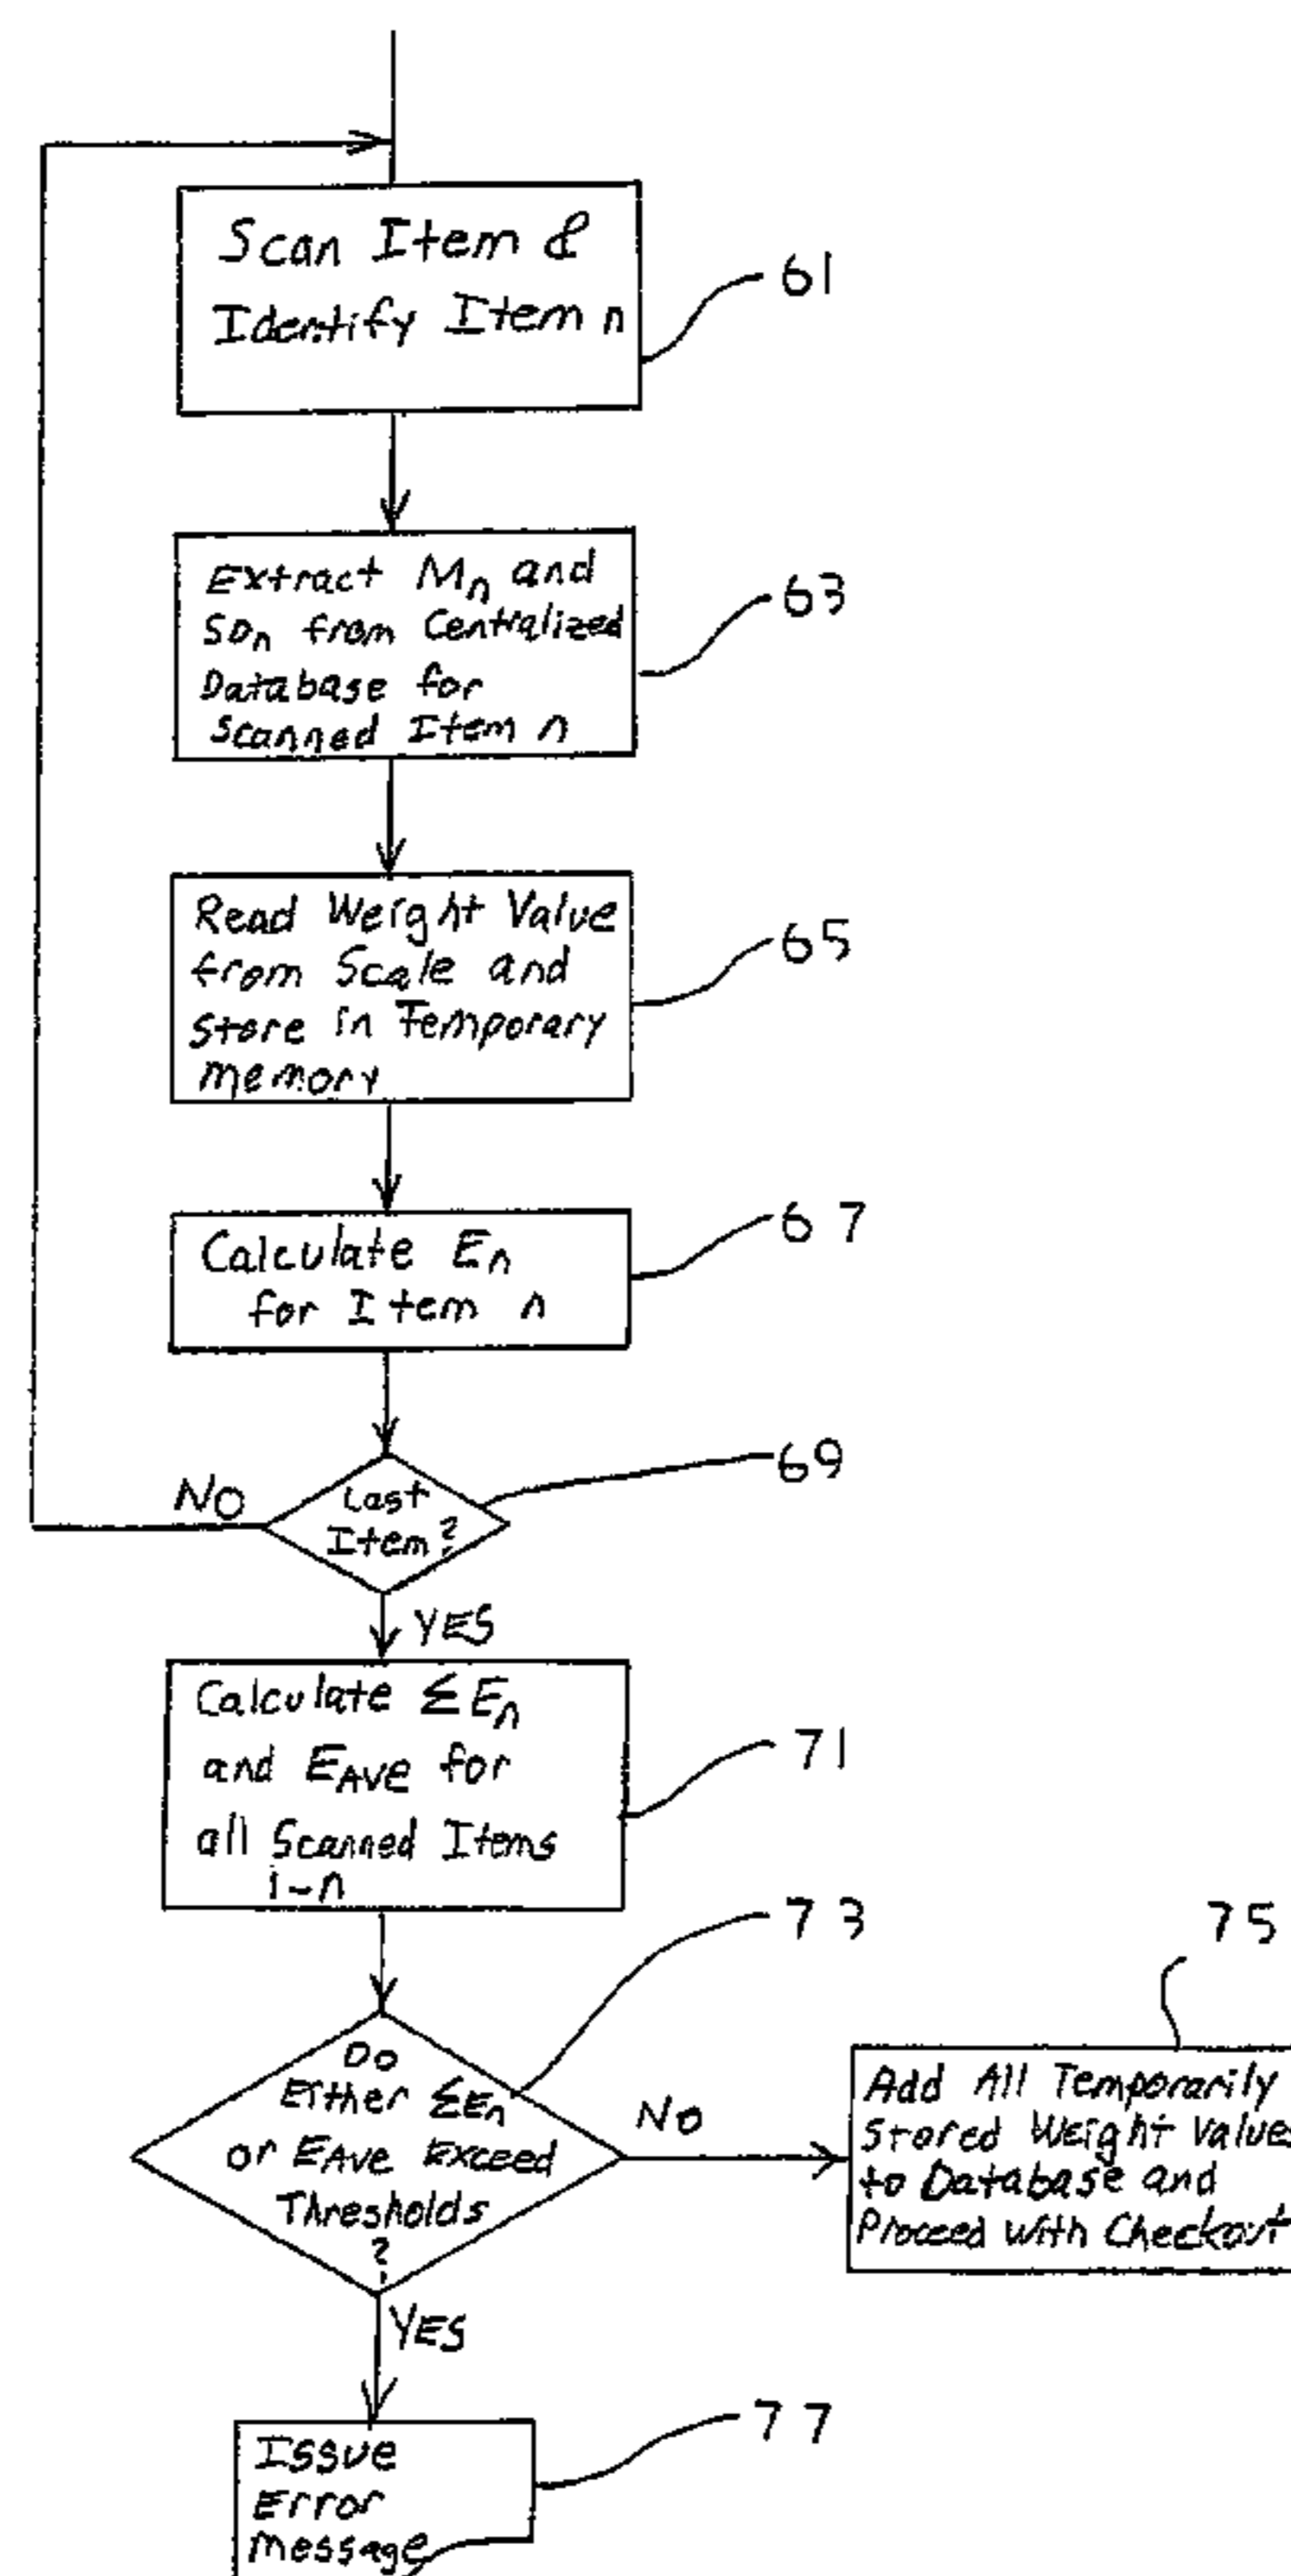 Scan Item &
Identify Item n
61
Extract Mn and
SDn from Centralized
Database for
Scanned Item n
63
Read Weight Value
from Scale and
Store in Temporary
memory
65
Calculate En
for Item n
67
Last
Item?
69
NO
YES
Calculate ΣEn
and EAVE for
all Scanned Items
1-n
71
Do
Either ΣEn
or EAVE Exceed
Thresholds
?
73
NO
75
Add All Temporarily
Stored Weight Values
to Database and
Proceed With Checkout
YES
Issue
Error
Message
77